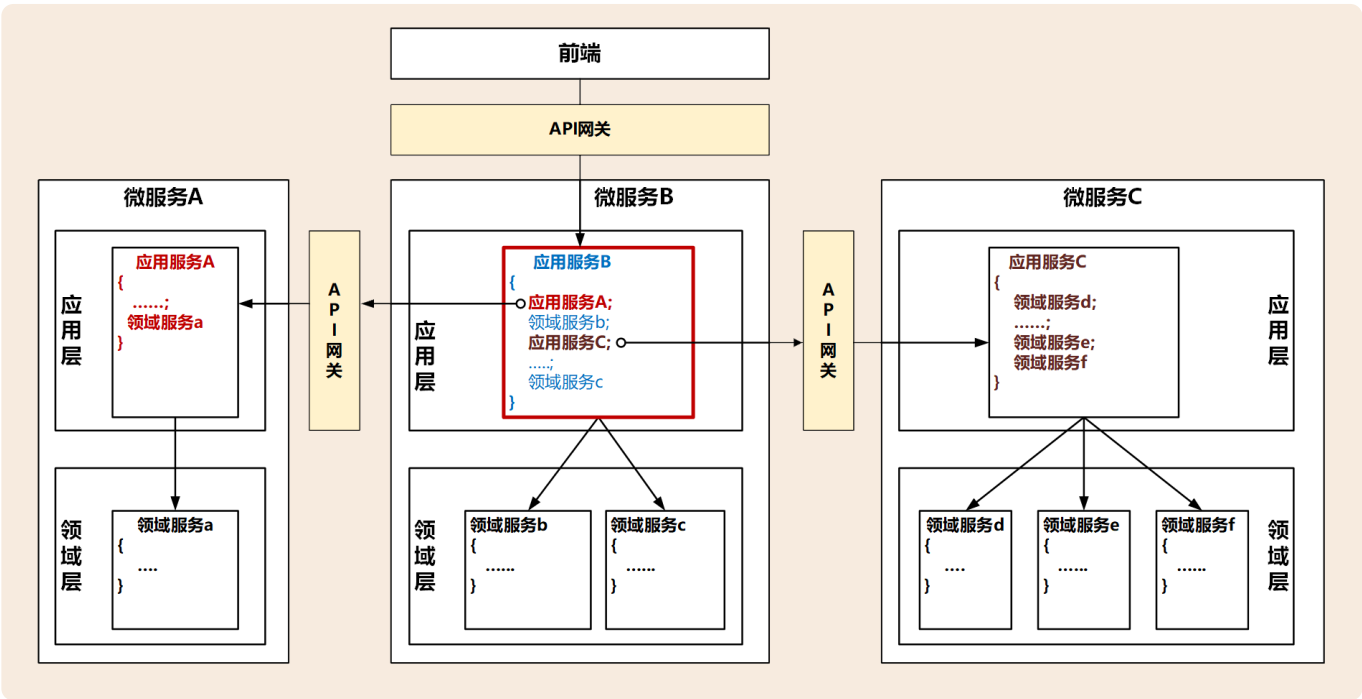 前端
API网关
微服务A
应用层
应用服务A
{
……;
领域服务a
}
领域层
领域服务a
{
....
}
API网关
微服务B
应用层
应用服务B
{
应用服务A;
领域服务b;
应用服务C;
.....;
领域服务c
}
领域层
领域服务b
{
……
}
领域服务c
{
……
}
API网关
微服务C
应用服务C
{
领域服务d;
……;
领域服务e;
领域服务f
}
应用层
领域服务d
{
....
}
领域服务e
{
……
}
领域服务f
{
……
}
领域层